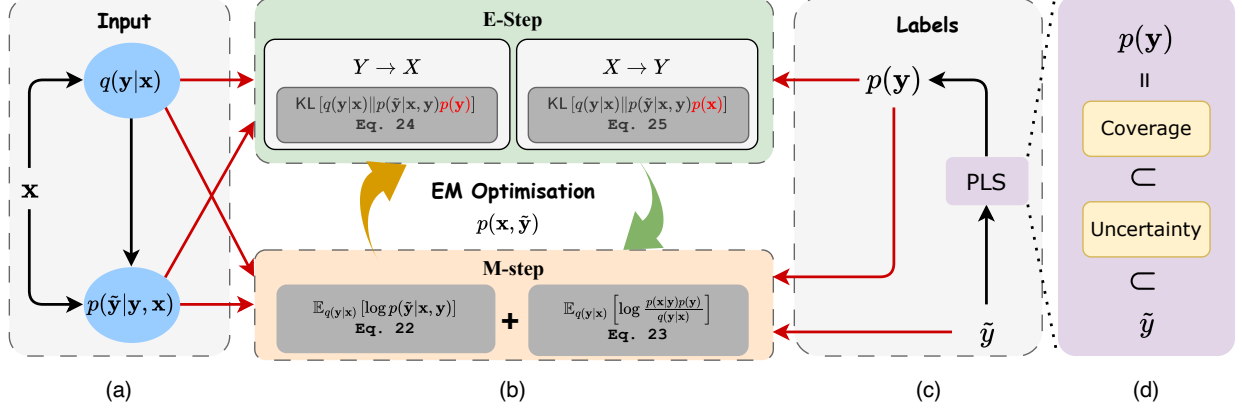 Input
q(y|x)
x
p(ỹ|y, x)
(a)
E-Step
Y → X
KL [q(y|x)||p(ỹ|x, y)p(y)]
Eq. 24
X → Y
KL [q(y|x)||p(ỹ|x, y)p(x)]
Eq. 25
EM Optimisation
p(x, ỹ)
M-step
𝔼q(y|x) [log p(ỹ|x, y)]
Eq. 22
+
𝔼q(y|x) [log p(x|y)p(y)/q(y|x)]
Eq. 23
(b)
Labels
p(y)
PLS
ỹ
(c)
p(y)
=
Coverage
⊂
Uncertainty
⊂
ỹ
(d)